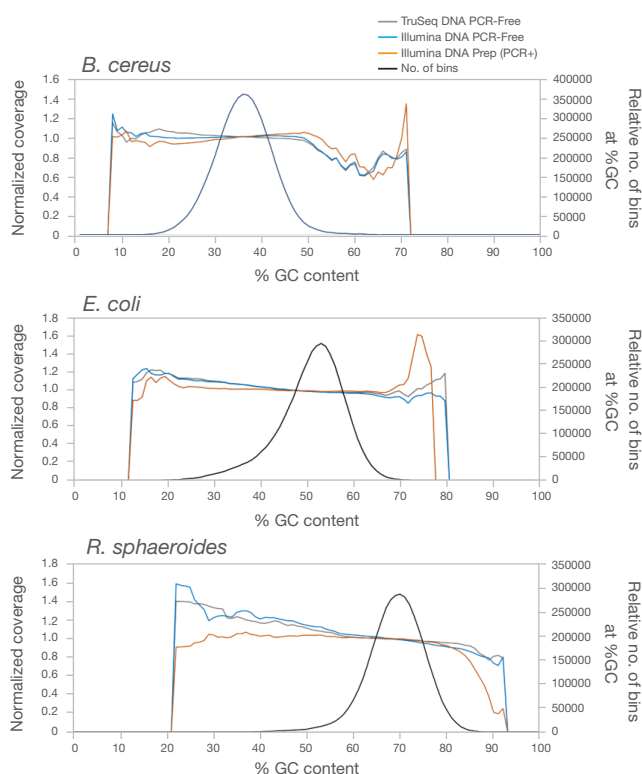 TruSeq DNA PCR-Free
Illumina DNA PCR-Free
Illumina DNA Prep (PCR+)
No. of bins
B. cereus
Normalized coverage
1.6
1.4
1.2
1.0
0.8
0.6
0.4
0.2
0
400000
350000
300000
250000
200000
150000
100000
50000
0
Relative no. of bins
at %GC
0 10 20 30 40 50 60 70 80 90 100
% GC content
E. coli
Normalized coverage
1.8
1.6
1.4
1.2
1.0
0.8
0.6
0.4
0.2
0
350000
300000
250000
200000
150000
100000
50000
0
Relative no. of bins
at %GC
0 10 20 30 40 50 60 70 80 90 100
% GC content
R. sphaeroides
Normalized coverage
1.8
1.6
1.4
1.2
1.0
0.8
0.6
0.4
0.2
0
350000
300000
250000
200000
150000
100000
50000
0
Relative no. of bins
at %GC
0 10 20 30 40 50 60 70 80 90 100
% GC content